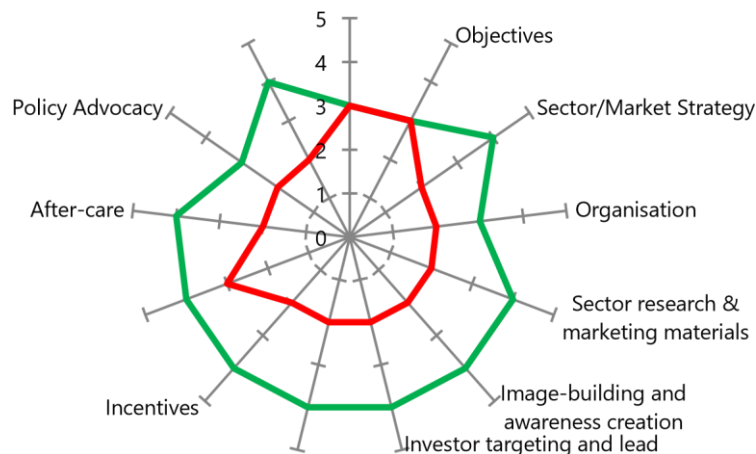 5
4
3
2
1
0
Objectives
Sector/Market Strategy
Organisation
Sector research &
marketing materials
Image-building and
awareness creation
Investor targeting and lead
Incentives
After-care
Policy Advocacy